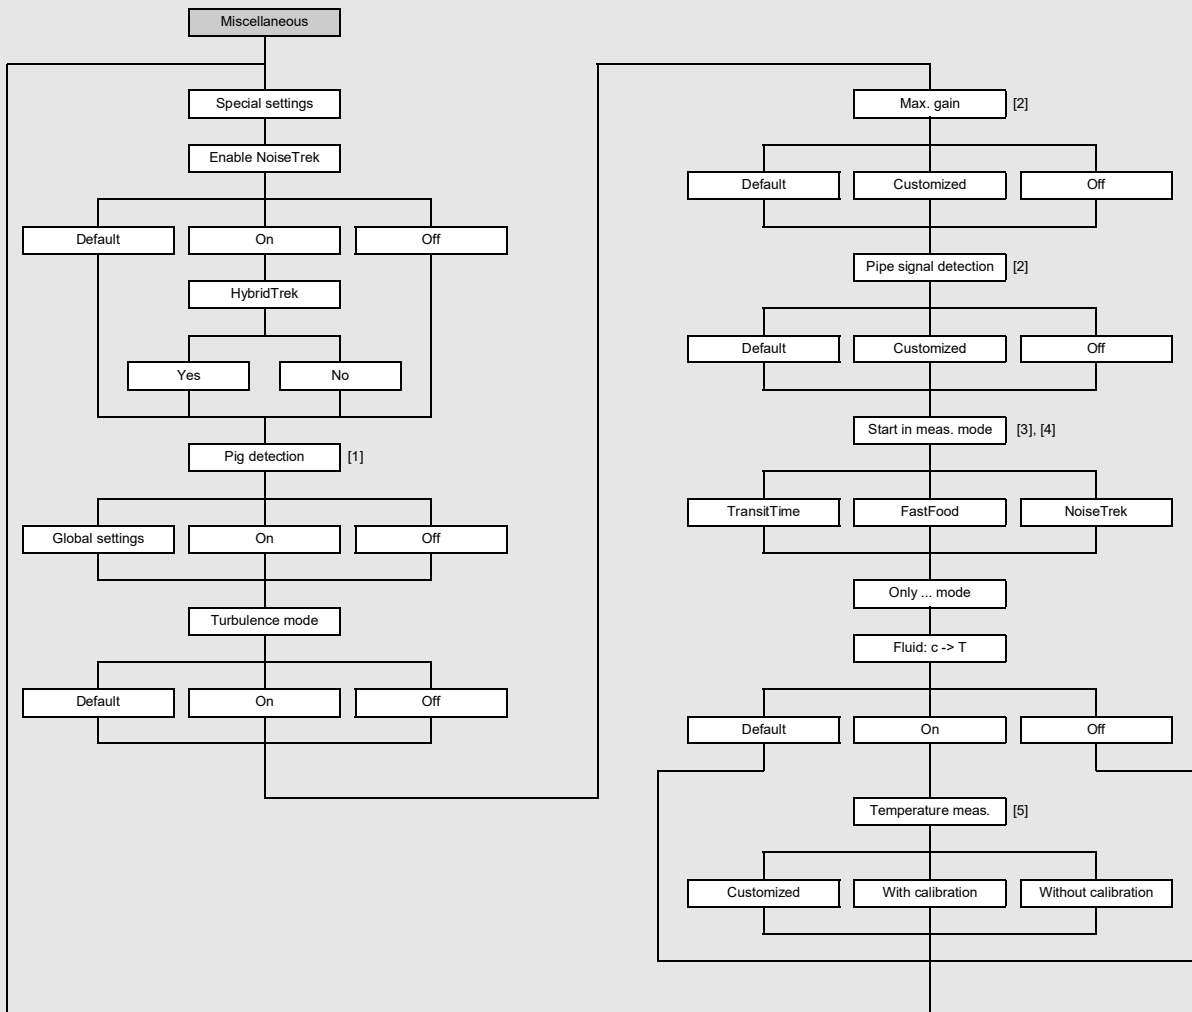 Miscellaneous
Special settings
Enable NoiseTrek
Default
On
Off
HybridTrek
Yes
No
Pig detection
[1]
Global settings
On
Off
Turbulence mode
Default
On
Off
Max. gain
[2]
Default
Customized
Off
Pipe signal detection
[2]
Default
Customized
Off
Start in meas. mode
[3], [4]
TransitTime
FastFood
NoiseTrek
Only ... mode
Fluid: c -> T
Default
On
Off
Temperature meas.
[5]
Customized
With calibration
Without calibration